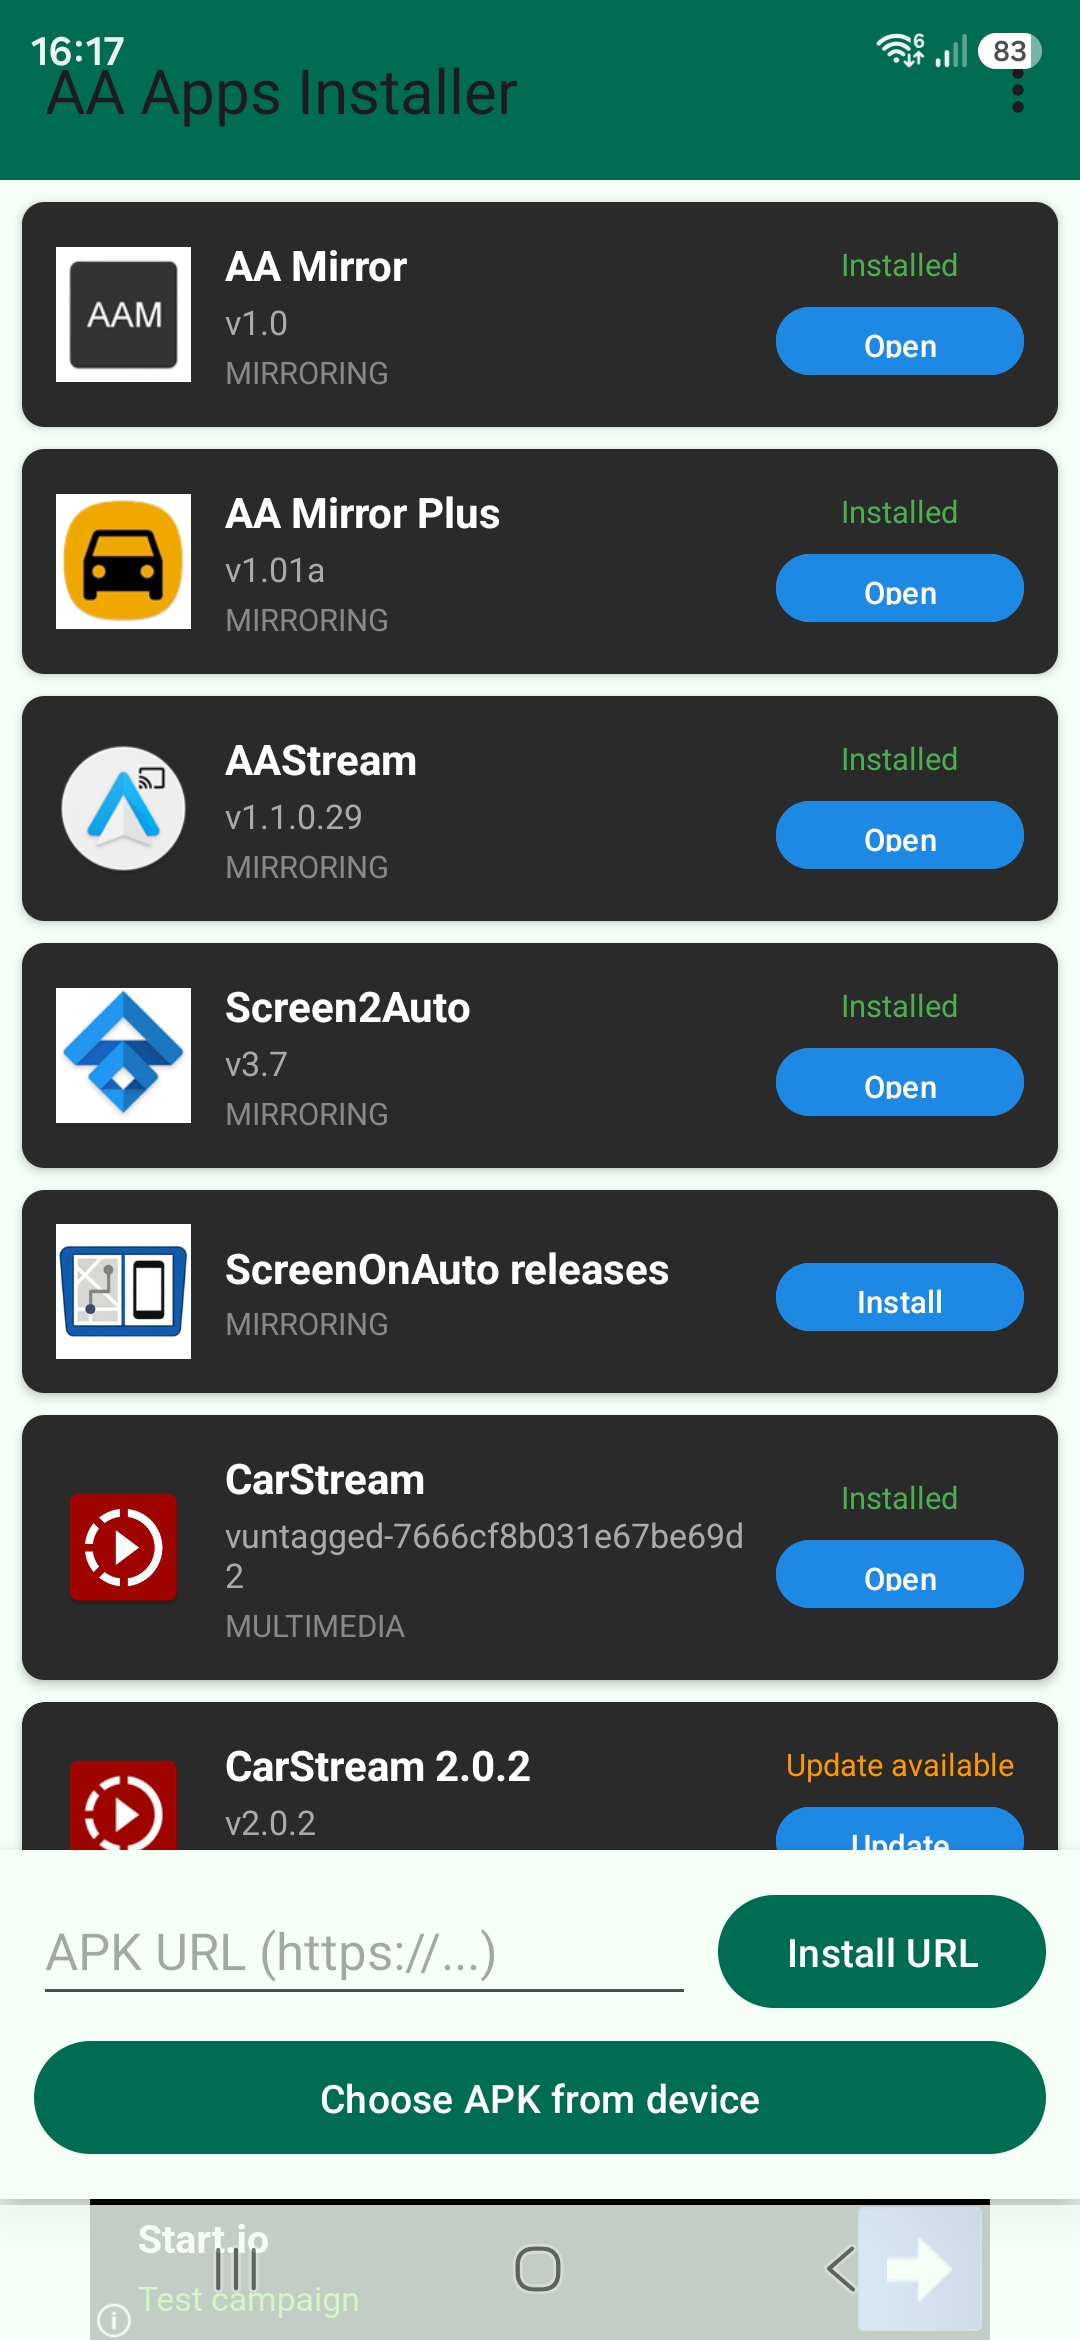 16:17
6
83
AA Apps Installer
AAM
AA Mirror
v1.0
MIRRORING
Installed
Open
AA Mirror Plus
v1.01a
MIRRORING
Installed
Open
AAStream
v1.1.0.29
MIRRORING
Installed
Open
Screen2Auto
v3.7
MIRRORING
Installed
Open
ScreenOnAuto releases
MIRRORING
Install
CarStream
vuntagged-7666cf8b031e67be69d
2
MULTIMEDIA
Installed
Open
CarStream 2.0.2
v2.0.2
Update available
Update
APK URL (https://...)
Install URL
Choose APK from device
Start.io
Test campaign